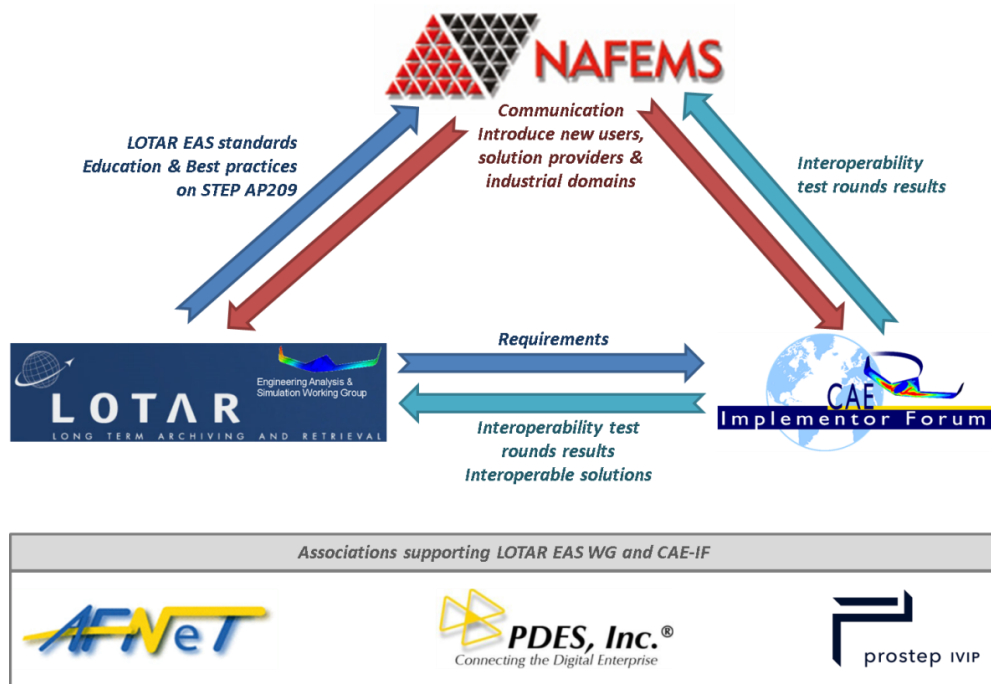 NAFEMS
Communication
Introduce new users,
solution providers &
industrial domains
LOTAR EAS standards
Education & Best practices
on STEP AP209
Interoperability
test rounds results
Requirements
Engineering Analysis &
Simulation Working Group
LOTAR
LONG TERM ARCHIVING AND RETRIEVAL
CAE
Implementor Forum
Interoperability test
rounds results
Interoperable solutions
Associations supporting LOTAR EAS WG and CAE-IF
AFNeT
PDES, Inc.®
Connecting the Digital Enterprise
prostep IVIP